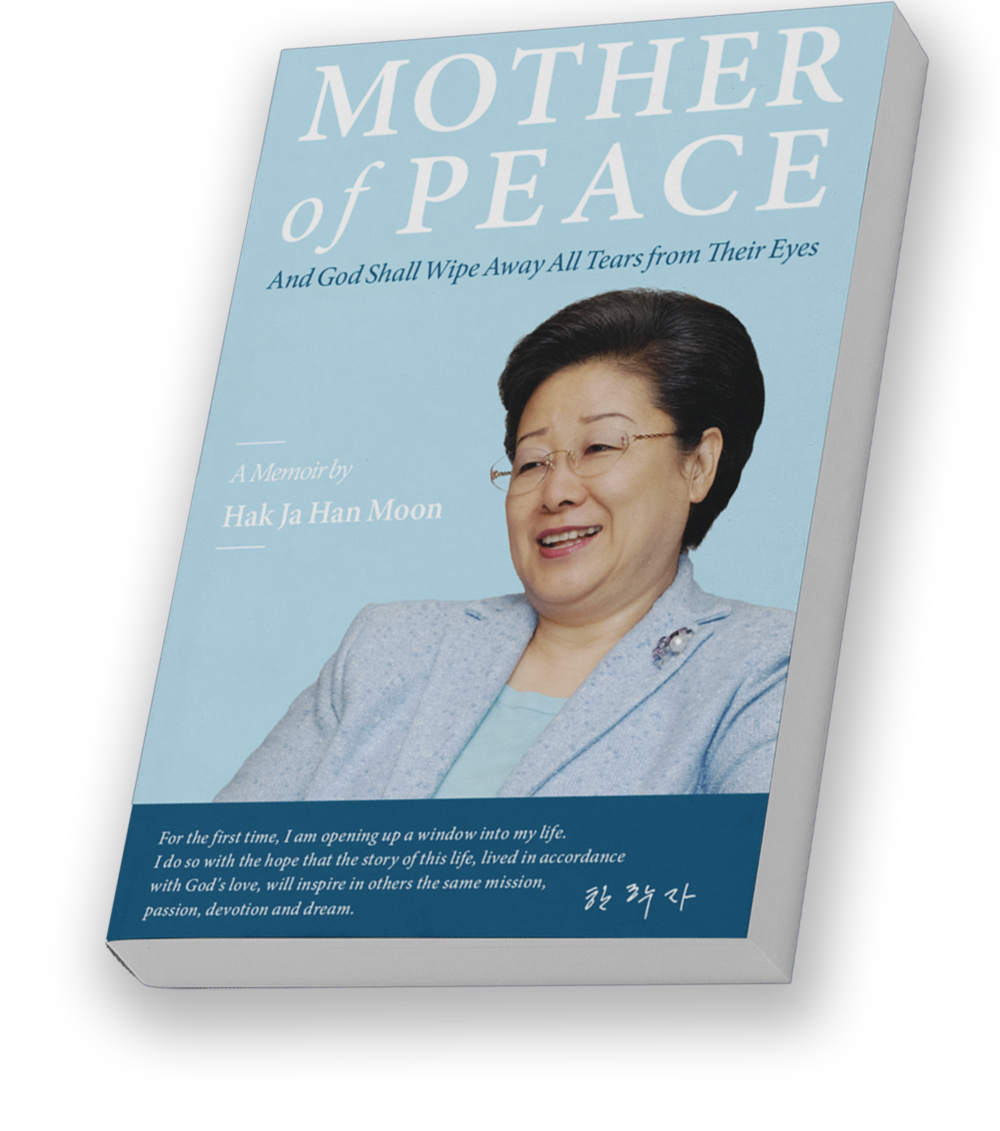 MOTHER
of PEACE
And God Shall Wipe Away All Tears from Their Eyes
A Memoir by
Hak Ja Han Moon
For the first time, I am opening up a window into my life.
I do so with the hope that the story of this life, lived in accordance
with God's love, will inspire in others the same mission,
passion, devotion and dream.
한 학 자